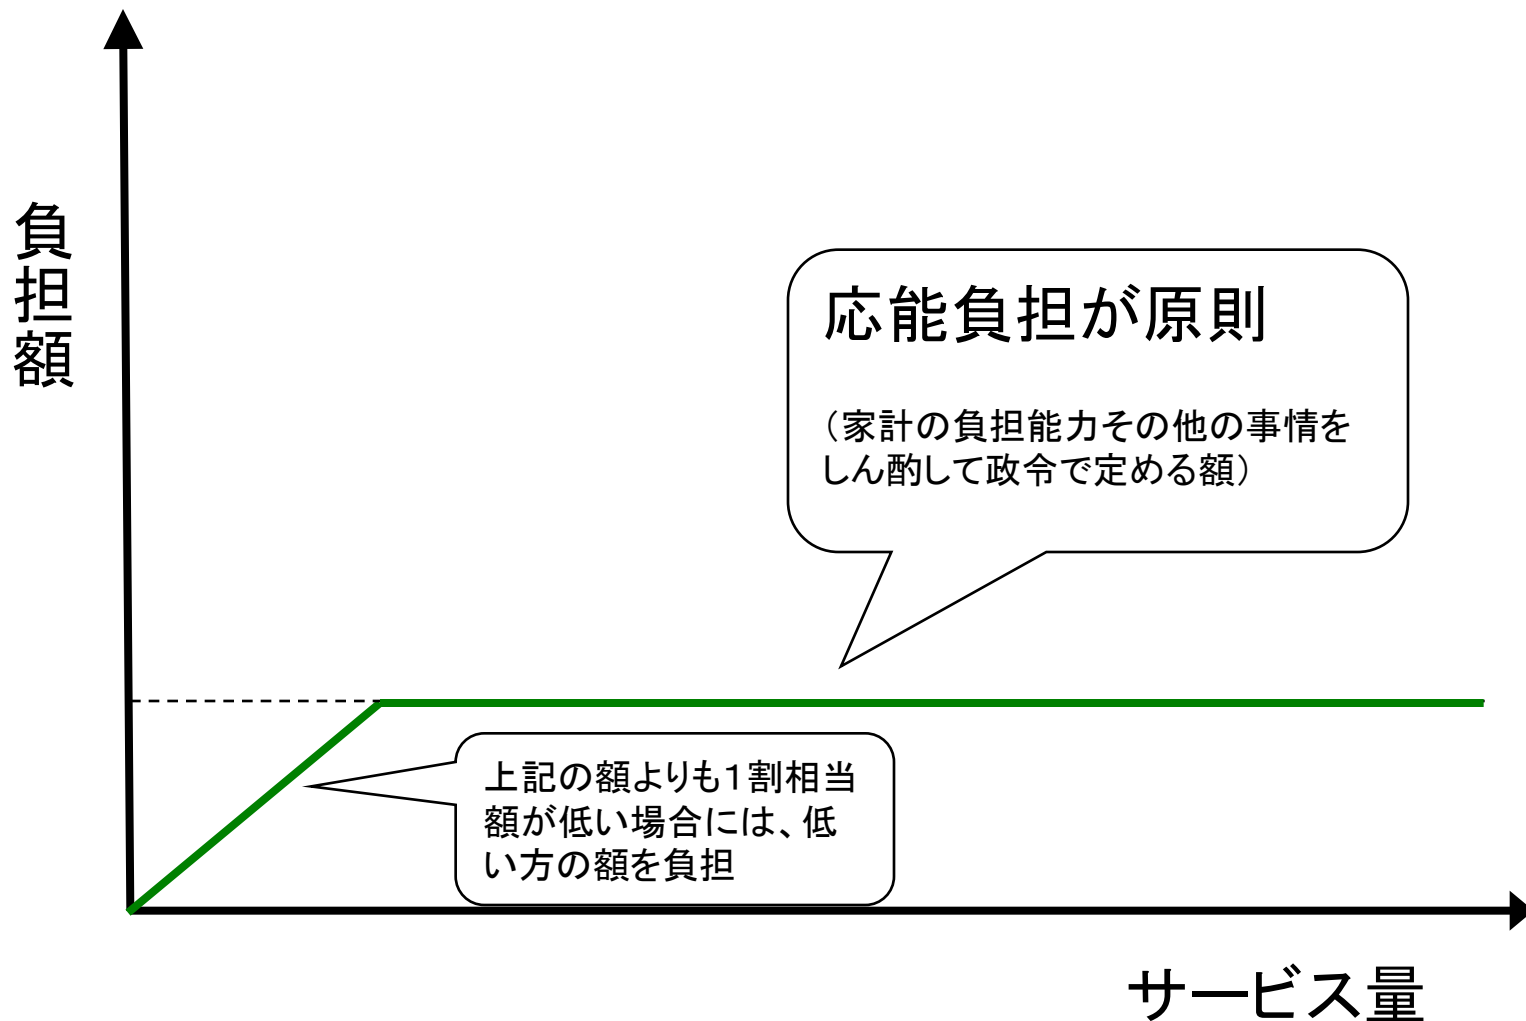 負担額
応能負担が原則
（家計の負担能力その他の事情を
しん酌して政令で定める額）
上記の額よりも１割相当
額が低い場合には、低
い方の額を負担
サービス量